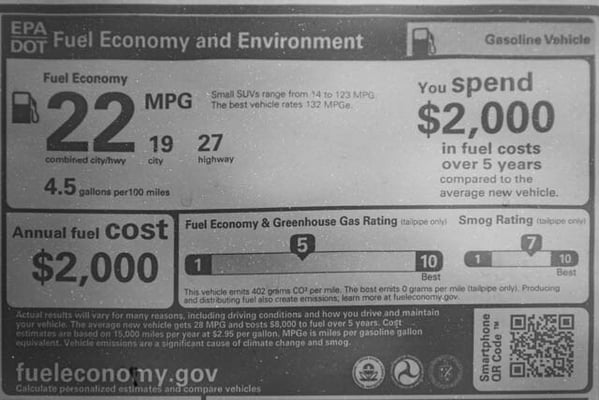 EPA
DOT Fuel Economy and Environment
Gasoline Vehicle
Fuel Economy
22 MPG
combined city/hwy
19
city
27
highway
4.5 gallons per 100 miles
Small SUVs range from 14 to 123 MPG.
The best vehicle rates 132 MPGe.
You spend
$2,000
in fuel costs
over 5 years
compared to the
average new vehicle.
Annual fuel cost
$2,000
Fuel Economy & Greenhouse Gas Rating (tailpipe only)
5
1
10
Best
Smog Rating (tailpipe only)
7
1
10
Best
This vehicle emits 402 grams CO² per mile. The best emits 0 grams per mile (tailpipe only). Producing
and distributing fuel also create emissions; learn more at fueleconomy.gov.
Actual results will vary for many reasons, including driving conditions and how you drive and maintain
your vehicle. The average new vehicle gets 28 MPG and costs $8,000 to fuel over 5 years. Cost
estimates are based on 15,000 miles per year at $2.95 per gallon. MPGe is miles per gasoline gallon
equivalent. Vehicle emissions are a significant cause of climate change and smog.
fueleconomy.gov
Calculate personalized estimates and compare vehicles
Smartphone
QR Code ™